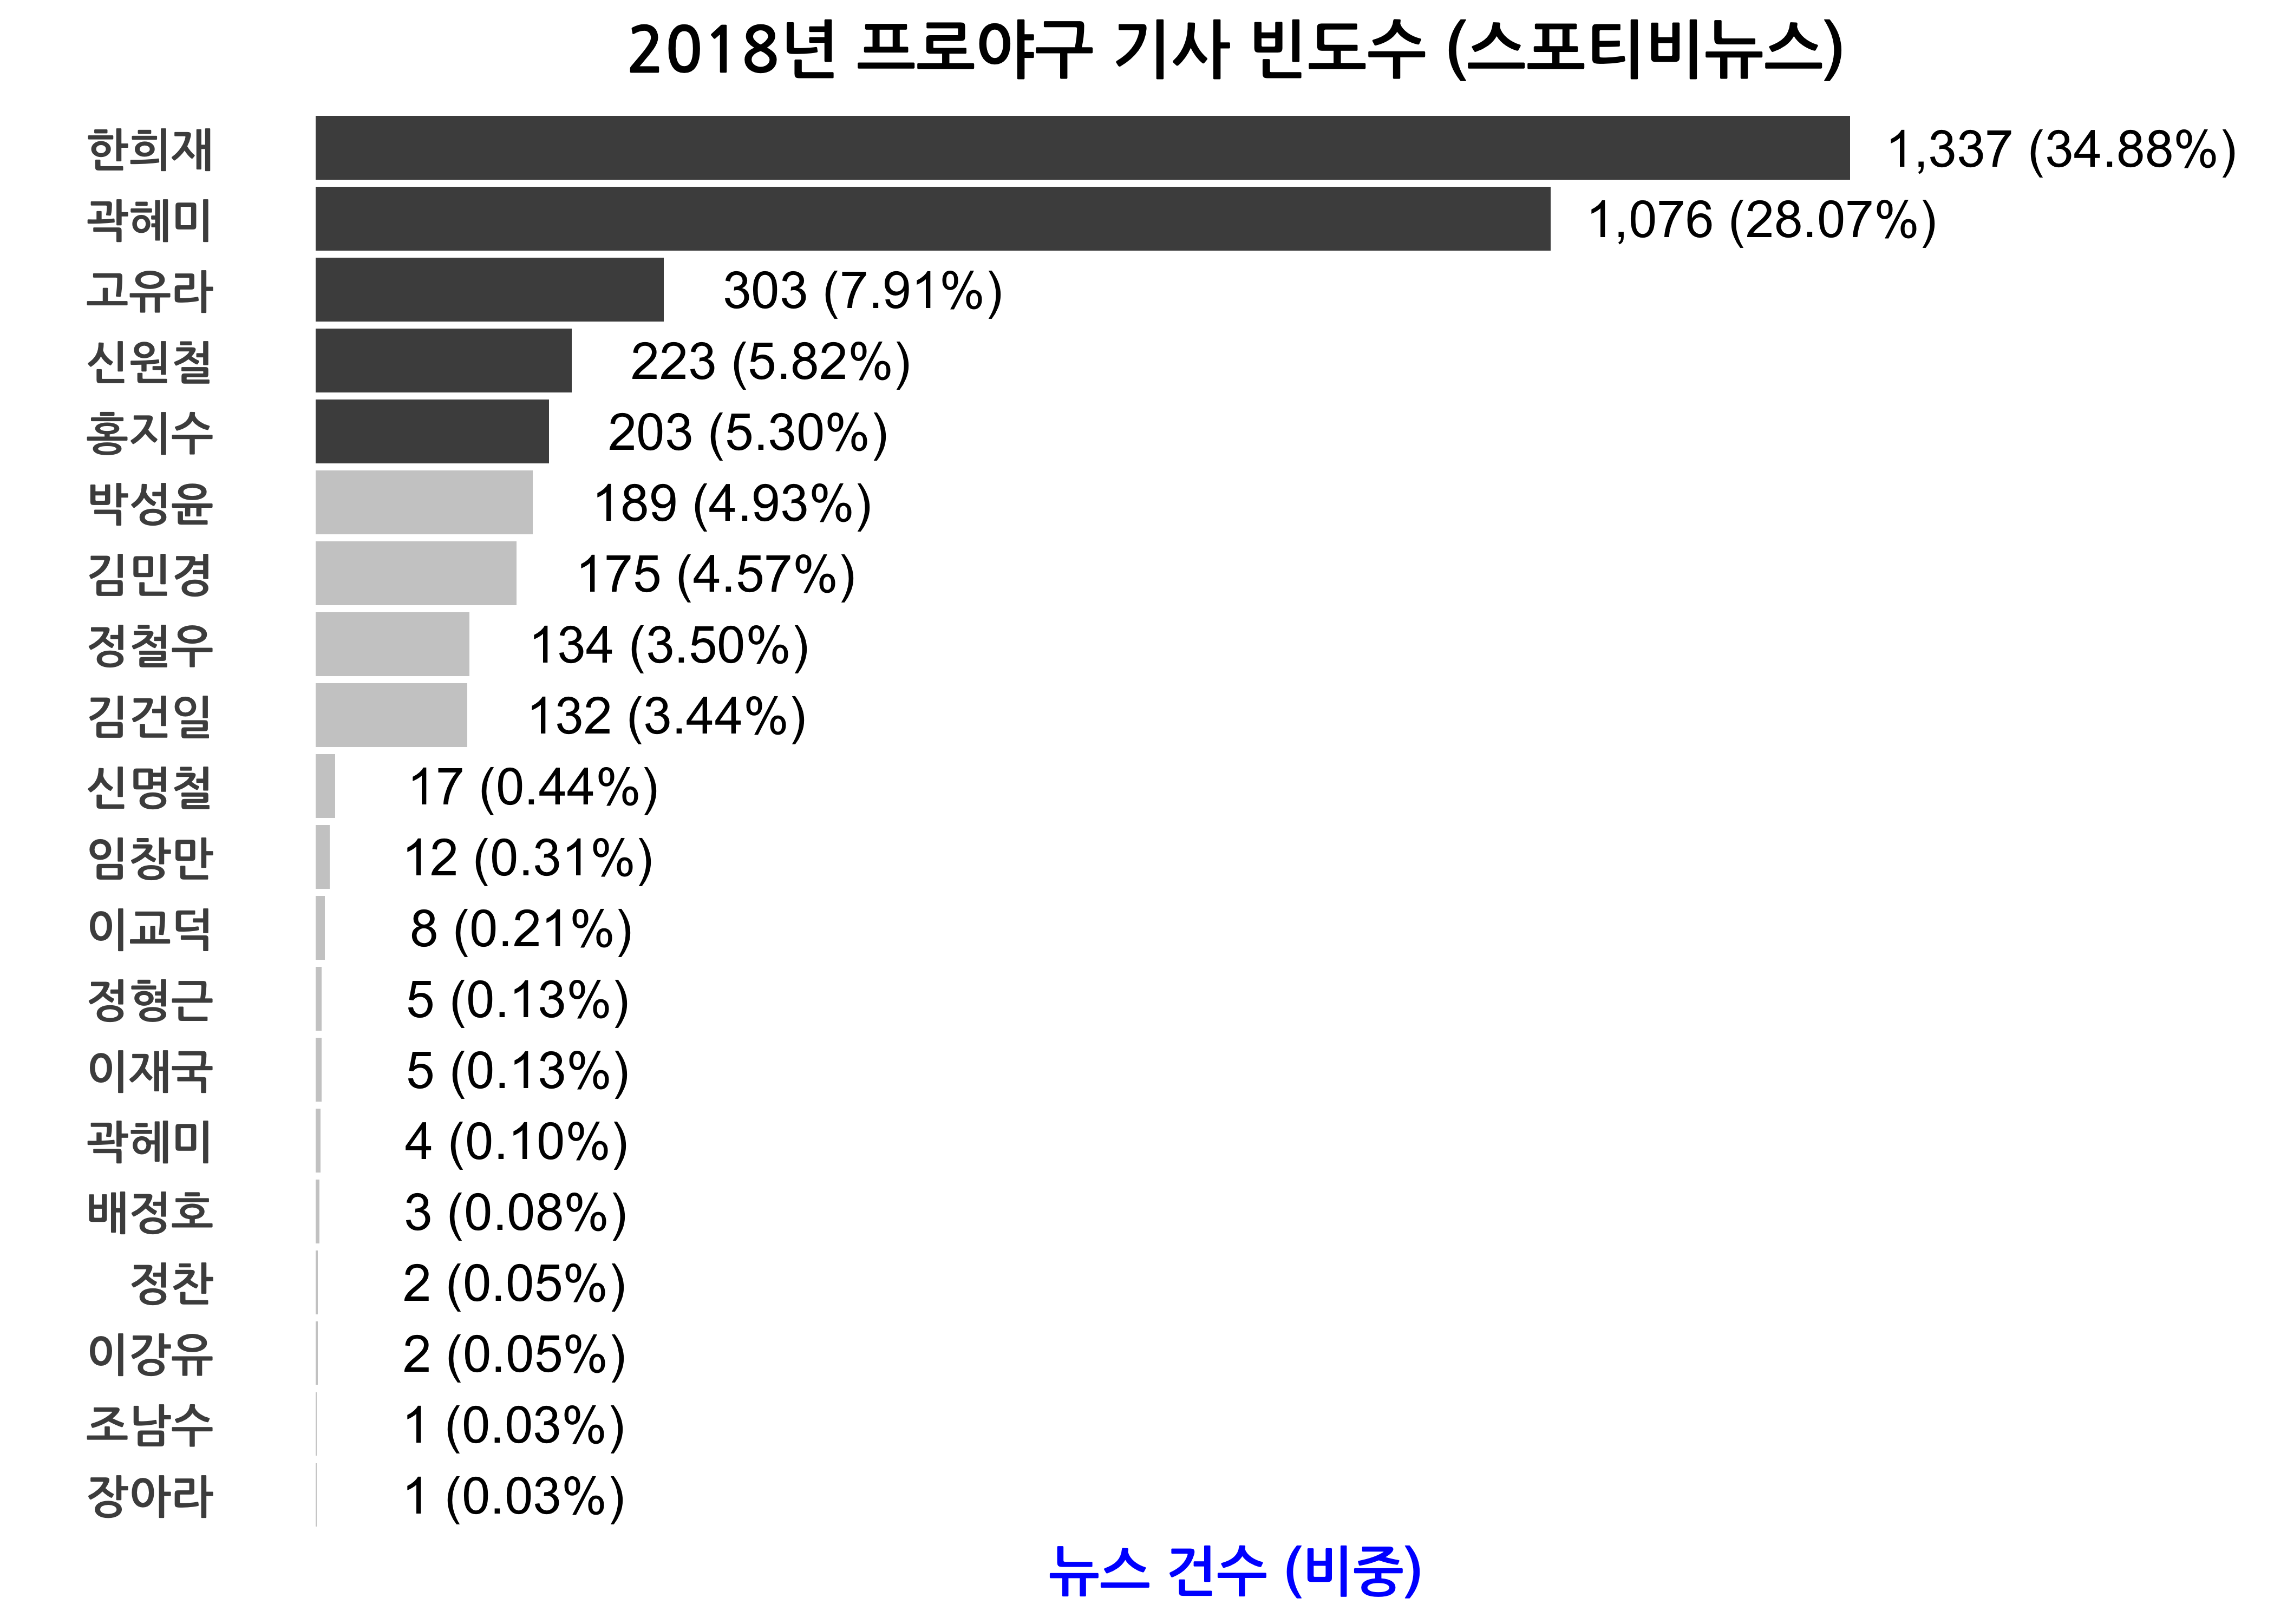 2018년 프로야구 기사 빈도수 (스포티비뉴스)
한희재 1,337 (34.88%)
곽혜미 1,076 (28.07%)
고유라 303 (7.91%)
신원철 223 (5.82%)
홍지수 203 (5.30%)
박성윤 189 (4.93%)
김민경 175 (4.57%)
정철우 134 (3.50%)
김건일 132 (3.44%)
신명철 17 (0.44%)
임창만 12 (0.31%)
이교덕 8 (0.21%)
정형근 5 (0.13%)
이재국 5 (0.13%)
곽혜미 4 (0.10%)
배정호 3 (0.08%)
정찬 2 (0.05%)
이강유 2 (0.05%)
조남수 1 (0.03%)
장아라 1 (0.03%)
뉴스 건수 (비중)